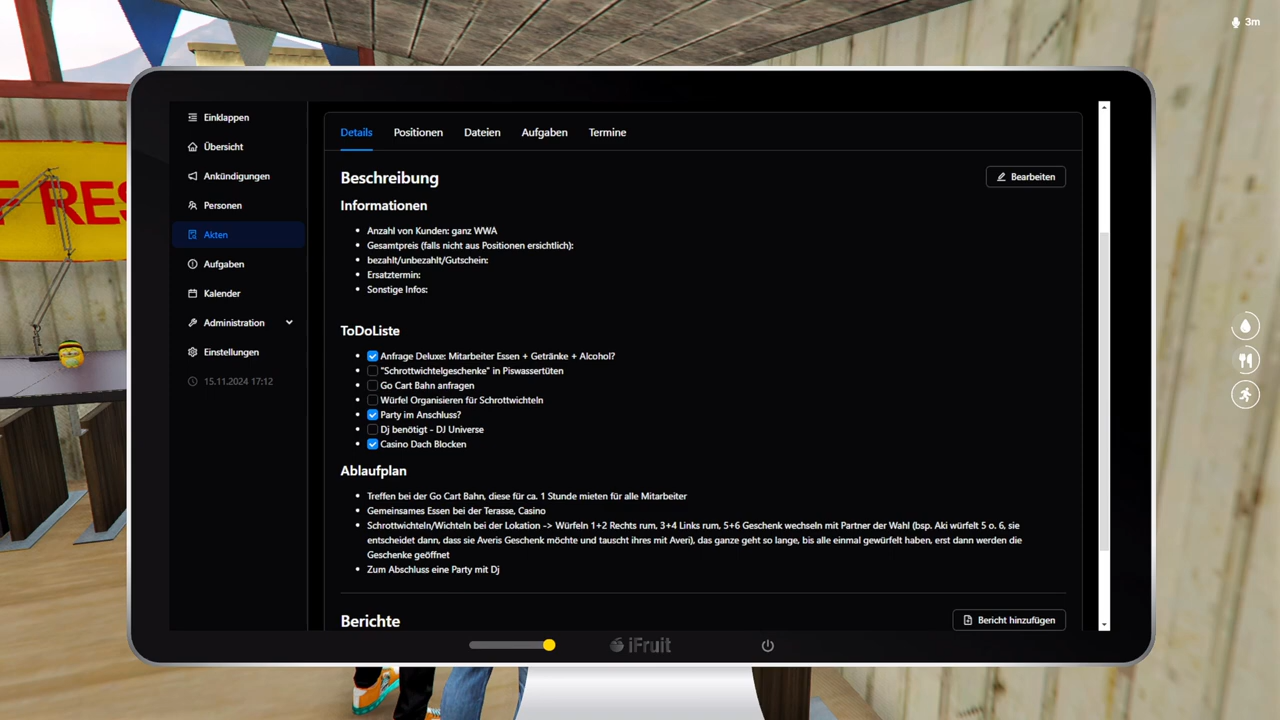 3m
F RES
Einklappen
Übersicht
Ankündigungen
Personen
Akten
Aufgaben
Kalender
Administration
Einstellungen
15.11.2024 17:12
Details Positionen Dateien Aufgaben Termine
Beschreibung
Bearbeiten
Informationen
Anzahl von Kunden: ganz WWA
Gesamtpreis (falls nicht aus Positionen ersichtlich):
bezahlt/unbezahlt/Gutschein:
Ersatztermin:
Sonstige Infos:
ToDoListe
Anfrage Deluxe: Mitarbeiter Essen + Getränke + Alcohol?
"Schrottwichtelgeschenke" in Piswassertüten
Go Cart Bahn anfragen
Würfel Organisieren für Schrottwichteln
Party im Anschluss?
Dj benötigt - DJ Universe
Casino Dach Blocken
Ablaufplan
Treffen bei der Go Cart Bahn, diese für ca. 1 Stunde mieten für alle Mitarbeiter
Gemeinsames Essen bei der Terasse, Casino
Schrottwichteln/Wichteln bei der Lokation -> Würfeln 1+2 Rechts rum, 3+4 Links rum, 5+6 Geschenk wechseln mit Partner der Wahl (bsp. Aki würfelt 5 o. 6, sie
entscheidet dann, dass sie Averis Geschenk möchte und tauscht ihres mit Averi), das ganze geht so lange, bis alle einmal gewürfelt haben, erst dann werden die
Geschenke geöffnet
Zum Abschluss eine Party mit Dj
Berichte
Bericht hinzufügen
iFruit